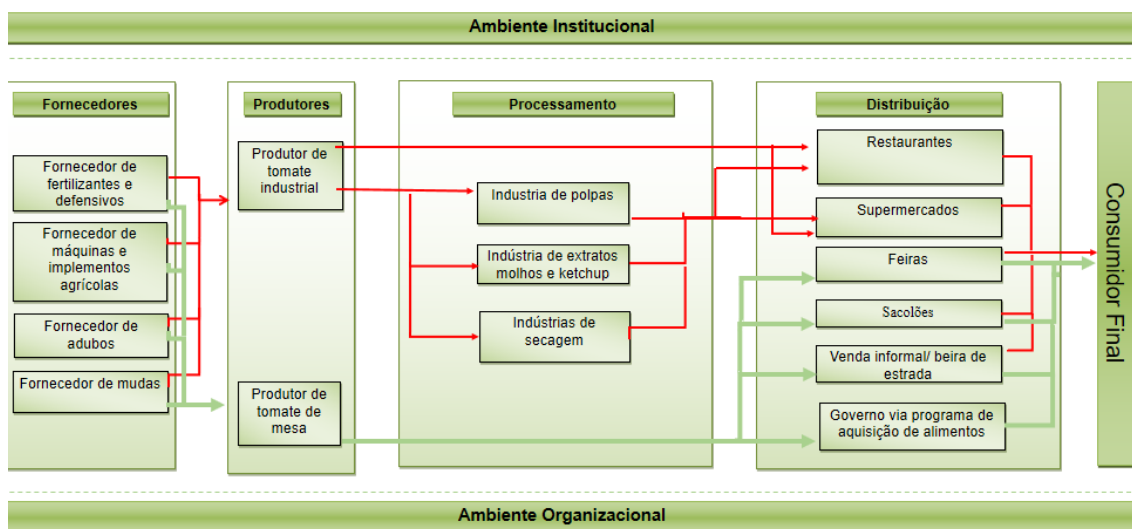 Ambiente Institucional
Fornecedores
Fornecedor de
fertilizantes e
defensivos
Fornecedor de
máquinas e
implementos
agrícolas
Fornecedor de
adubos
Fornecedor de mudas
Produtores
Produtor de
tomate
industrial
Produtor de
tomate de
mesa
Processamento
Industria de polpas
Indústria de extratos
molhos e ketchup
Indústrias de
secagem
Distribuição
Restaurantes
Supermercados
Feiras
Sacolões
Venda informal/ beira de
estrada
Governo via programa de
aquisição de alimentos
Consumidor Final
Ambiente Organizacional